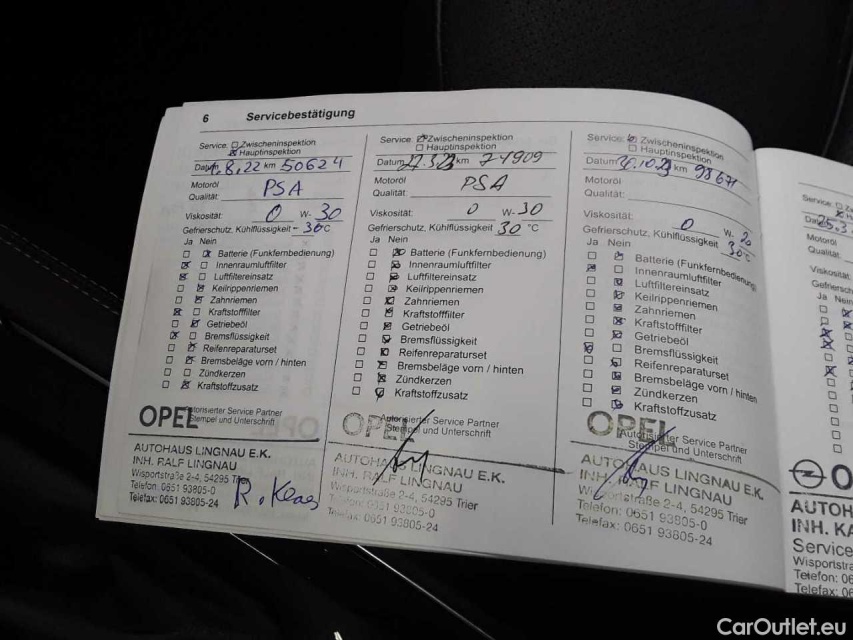 6 Servicebestätigung
Service: Zwischeninspektion
Hauptinspektion
Datum 1.8.22 km 50624
Motoröl
Qualität: PSA
Viskosität: 0 W- 30
Gefrierschutz, Kühlflüssigkeit - 30°C
Ja Nein
Batterie (Funkfernbedienung)
Innenraumluftfilter
Luftfiltereinsatz
Keilrippenriemen
Zahnriemen
Kraftstofffilter
Getriebeöl
Bremsflüssigkeit
Reifenreparaturset
Bremsbeläge vorn / hinten
Zündkerzen
Kraftstoffzusatz
OPEL Autorisierter Service Partner
Stempel und Unterschrift
AUTOHAUS LINGNAU E.K.
INH. RALF LINGNAU
Wisportstraße 2-4, 54295 Trier
Telefon: 0651 93805-0
Telefax: 0651 93805-24
Service: Zwischeninspektion
Hauptinspektion
Datum km 74909
Motoröl
Qualität: PSA
Viskosität: 0 W- 30
Gefrierschutz, Kühlflüssigkeit 30 °C
Ja Nein
Batterie (Funkfernbedienung)
Innenraumluftfilter
Luftfiltereinsatz
Keilrippenriemen
Zahnriemen
Kraftstofffilter
Getriebeöl
Bremsflüssigkeit
Reifenreparaturset
Bremsbeläge vorn / hinten
Zündkerzen
Kraftstoffzusatz
OPEL Autorisierter Service Partner
Stempel und Unterschrift
AUTOHAUS LINGNAU E.K.
INH. RALF LINGNAU
Wisportstraße 2-4, 54295 Trier
Telefon: 0651 93805-0
Telefax: 0651 93805-24
Service: Zwischeninspektion
Hauptinspektion
Datum 26.10.23 km 98671
Motoröl
Qualität:
Viskosität: 0 W- 20
Gefrierschutz, Kühlflüssigkeit 30°C
Ja Nein
Batterie (Funkfernbedienung)
Innenraumluftfilter
Luftfiltereinsatz
Keilrippenriemen
Zahnriemen
Kraftstofffilter
Getriebeöl
Bremsflüssigkeit
Reifenreparaturset
Bremsbeläge vorn / hinten
Zündkerzen
Kraftstoffzusatz
OPEL Autorisierter Service Partner
Stempel und Unterschrift
AUTOHAUS LINGNAU E.K.
INH. RALF LINGNAU
Wisportstraße 2-4, 54295 Trier
Telefon: 0651 93805-0
Telefax: 0651 93805-24
Service:
Motoröl
Qualität:
Viskosität:
Ja Nein
CarOutlet.eu